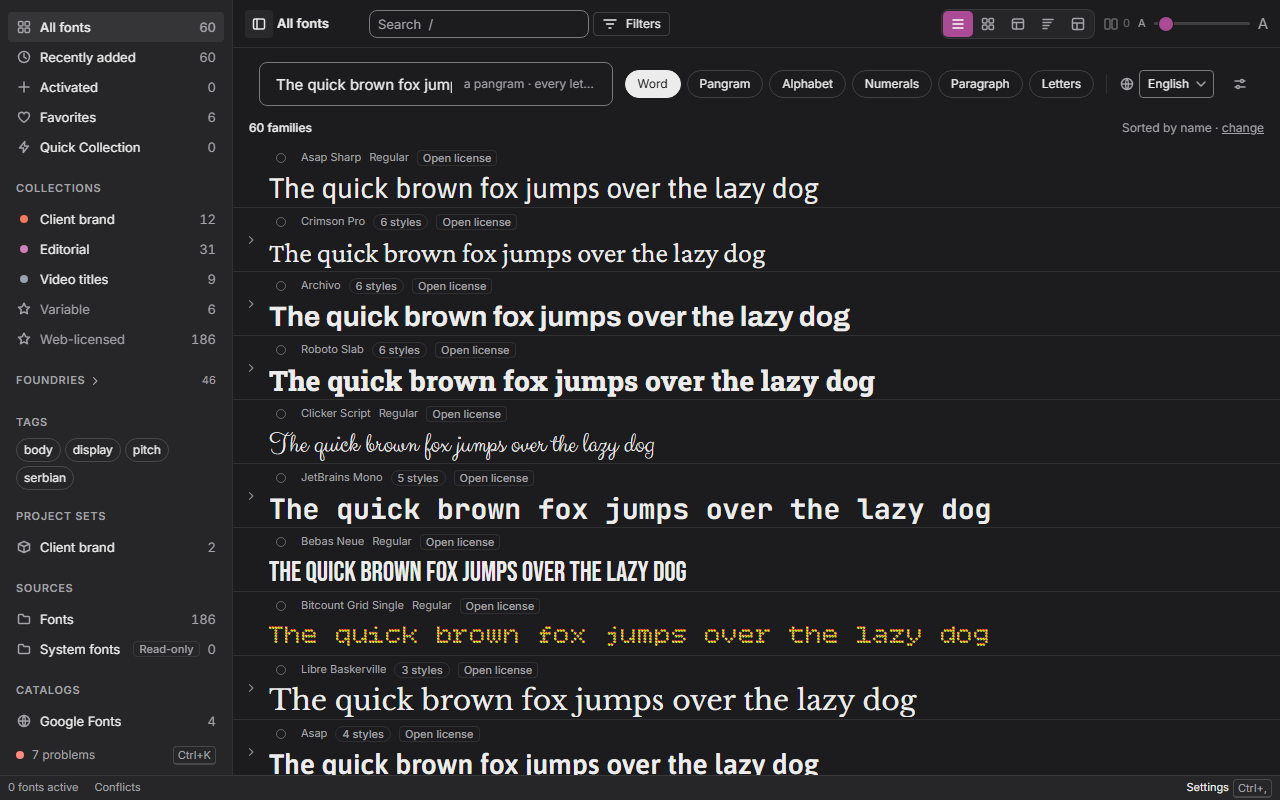 All fonts 60
Recently added 60
Activated 0
Favorites 6
Quick Collection 0
COLLECTIONS
Client brand 12
Editorial 31
Video titles 9
Variable 6
Web-licensed 186
FOUNDRIES 46
TAGS
body display pitch
serbian
PROJECT SETS
Client brand 2
SOURCES
Fonts 186
System fonts Read-only 0
CATALOGS
Google Fonts 4
7 problems Ctrl+K
All fonts Search / Filters 0 A A
The quick brown fox jump a pangram · every let... Word Pangram Alphabet Numerals Paragraph Letters English
60 families Sorted by name · change
Asap Sharp Regular Open license
The quick brown fox jumps over the lazy dog
Crimson Pro 6 styles Open license
The quick brown fox jumps over the lazy dog
Archivo 6 styles Open license
The quick brown fox jumps over the lazy dog
Roboto Slab 6 styles Open license
The quick brown fox jumps over the lazy dog
Clicker Script Regular Open license
The quick brown fox jumps over the lazy dog
JetBrains Mono 5 styles Open license
The quick brown fox jumps over the lazy dog
Bebas Neue Regular Open license
THE QUICK BROWN FOX JUMPS OVER THE LAZY DOG
Bitcount Grid Single Regular Open license
The quick brown fox jumps over the lazy dog
Libre Baskerville 3 styles Open license
The quick brown fox jumps over the lazy dog
Asap 4 styles Open license
The quick brown fox jumps over the lazy dog
0 fonts active Conflicts Settings Ctrl+,